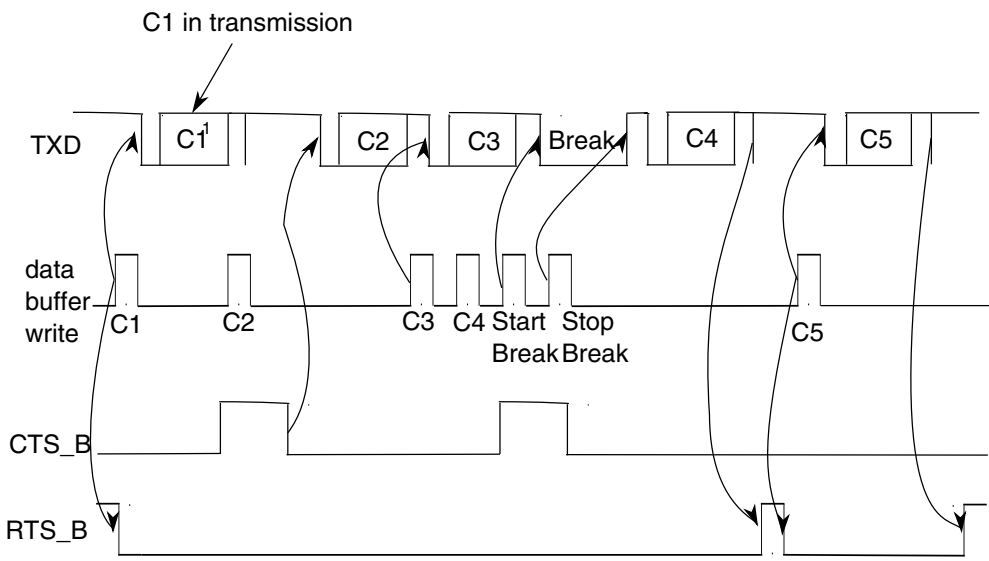 C1 in transmission
TXD
C1
1
C2
C3
Break
C4
C5
data
buffer
write
C1
C2
C3
C4
Start
Break
Stop
Break
C5
CTS_B
RTS_B